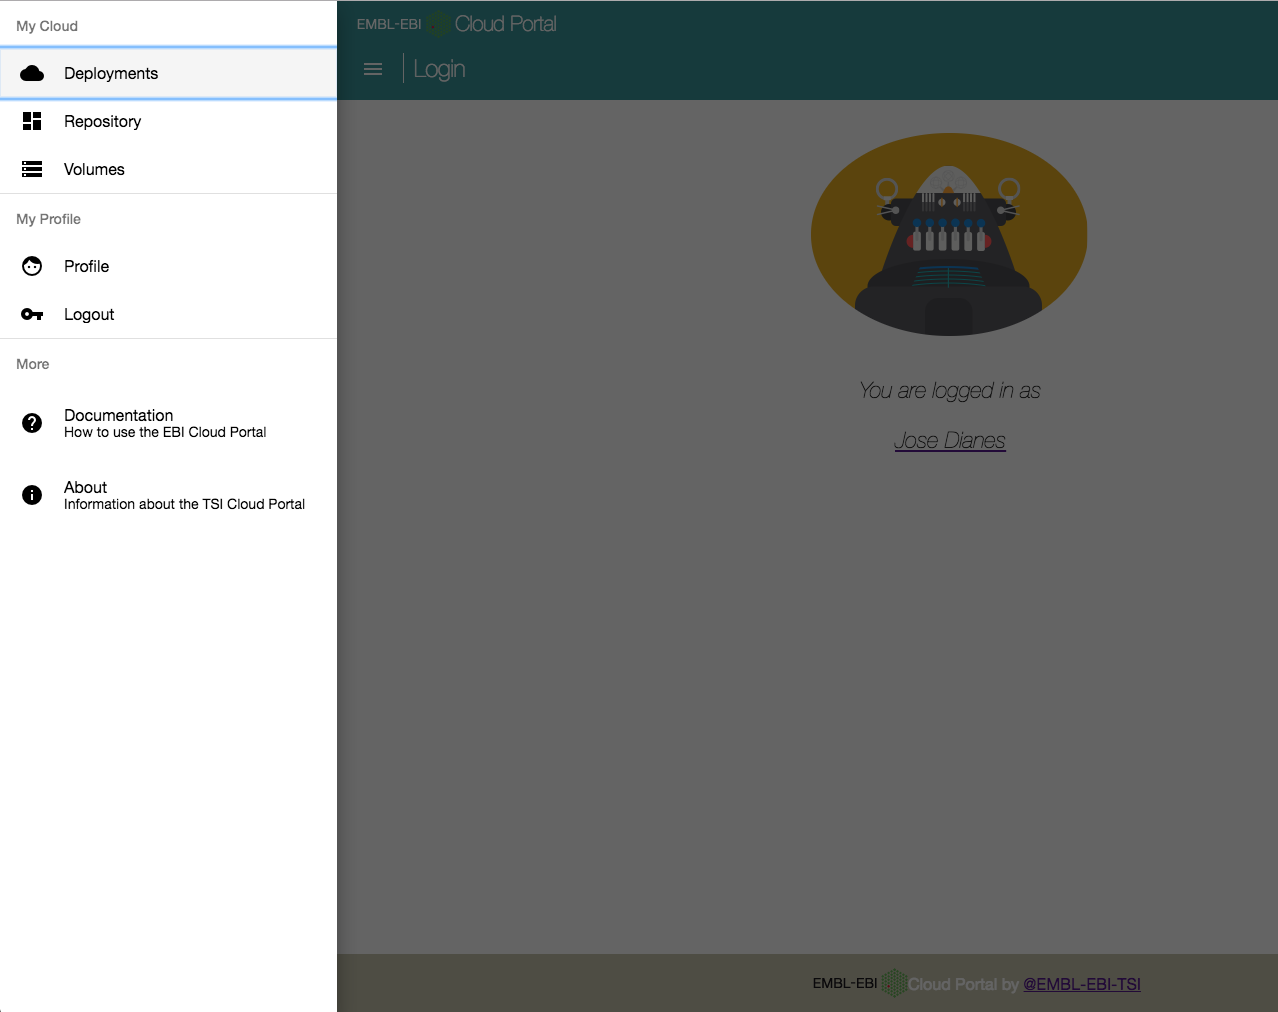 My Cloud
Deployments
Repository
Volumes
My Profile
Profile
Logout
More
Documentation
How to use the EBI Cloud Portal
About
Information about the TSI Cloud Portal
EMBL-EBI Cloud Portal
Login
You are logged in as
Jose Dianes
EMBL-EBI Cloud Portal by @EMBL-EBI-TSI